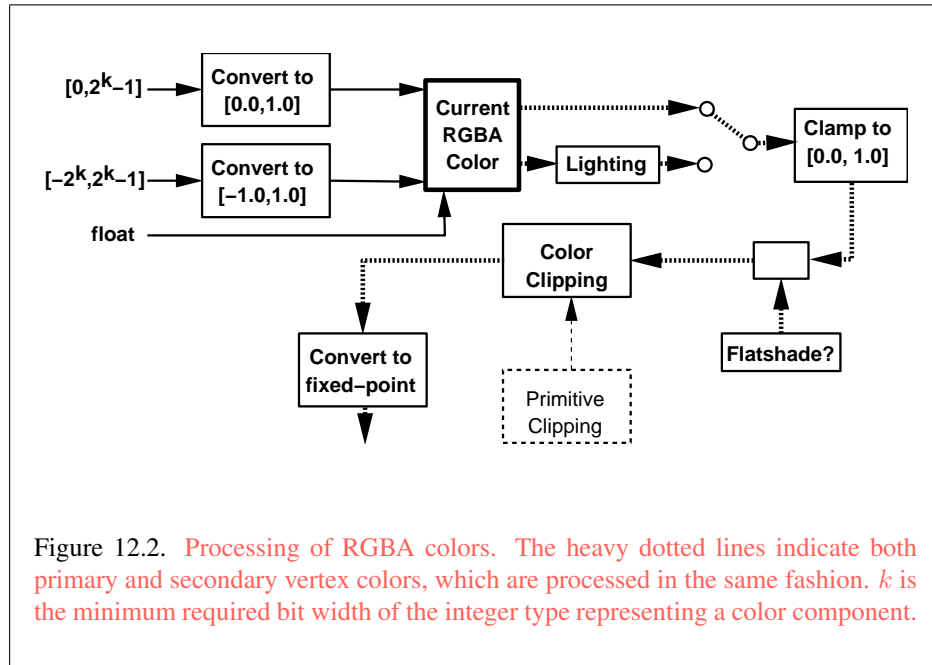 [0,2^k−1]
Convert to
[0.0,1.0]
Current
RGBA
Color
Clamp to
[0.0, 1.0]
[−2^k,2^k−1]
Convert to
[−1.0,1.0]
Lighting
float
Color
Clipping
Flatshade?
Convert to
fixed−point
Primitive
Clipping
Figure 12.2. Processing of RGBA colors. The heavy dotted lines indicate both
primary and secondary vertex colors, which are processed in the same fashion. k is
the minimum required bit width of the integer type representing a color component.